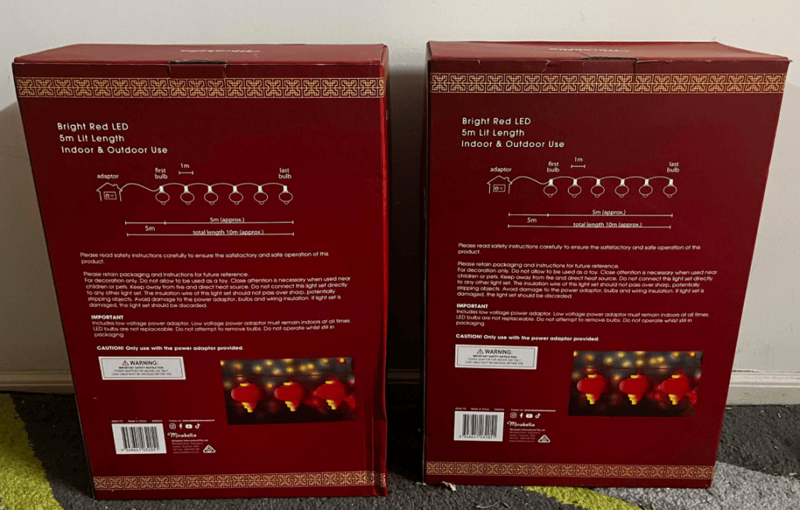 Bright Red LED
5m Lit Length
Indoor & Outdoor Use
adaptor
first bulb
1m
last bulb
5m (approx.)
5m
total length 10m (approx.)
Please read safety instructions carefully to ensure the satisfactory and safe operation of this
product.
Please retain packaging and instructions for future reference.
For decoration only. Do not allow to be used as a toy. Close attention is necessary when used near
children or pets. Keep away from fire and direct heat source. Do not connect this light set directly
to any other light set. The insulation wire of this light set should not pass over sharp, potentially
stripping objects. Avoid damage to the power adaptor, bulbs and wiring insulation. If light set is
damaged, the light set should be discarded.
IMPORTANT
Includes low voltage power adaptor. Low voltage power adaptor must remain indoors at all times.
LED bulbs are not replaceable. Do not attempt to remove bulbs. Do not operate whilst still in
packaging.
CAUTION! Only use with the power adaptor provided.
WARNING:
IMPORTANT SAFETY INSTRUCTION
Mirabella
Bright Red LED
5m Lit Length
Indoor & Outdoor Use
adaptor
first bulb
1m
last bulb
5m (approx.)
5m
total length 10m (approx.)
Please read safety instructions carefully to ensure the satisfactory and safe operation of this
product.
Please retain packaging and instructions for future reference.
For decoration only. Do not allow to be used as a toy. Close attention is necessary when used near
children or pets. Keep away from fire and direct heat source. Do not connect this light set directly
to any other light set. The insulation wire of this light set should not pass over sharp, potentially
stripping objects. Avoid damage to the power adaptor, bulbs and wiring insulation. If light set is
damaged, the light set should be discarded.
IMPORTANT
Includes low voltage power adaptor. Low voltage power adaptor must remain indoors at all times.
LED bulbs are not replaceable. Do not attempt to remove bulbs. Do not operate whilst still in
packaging.
CAUTION! Only use with the power adaptor provided.
WARNING:
IMPORTANT SAFETY INSTRUCTION
Mirabella